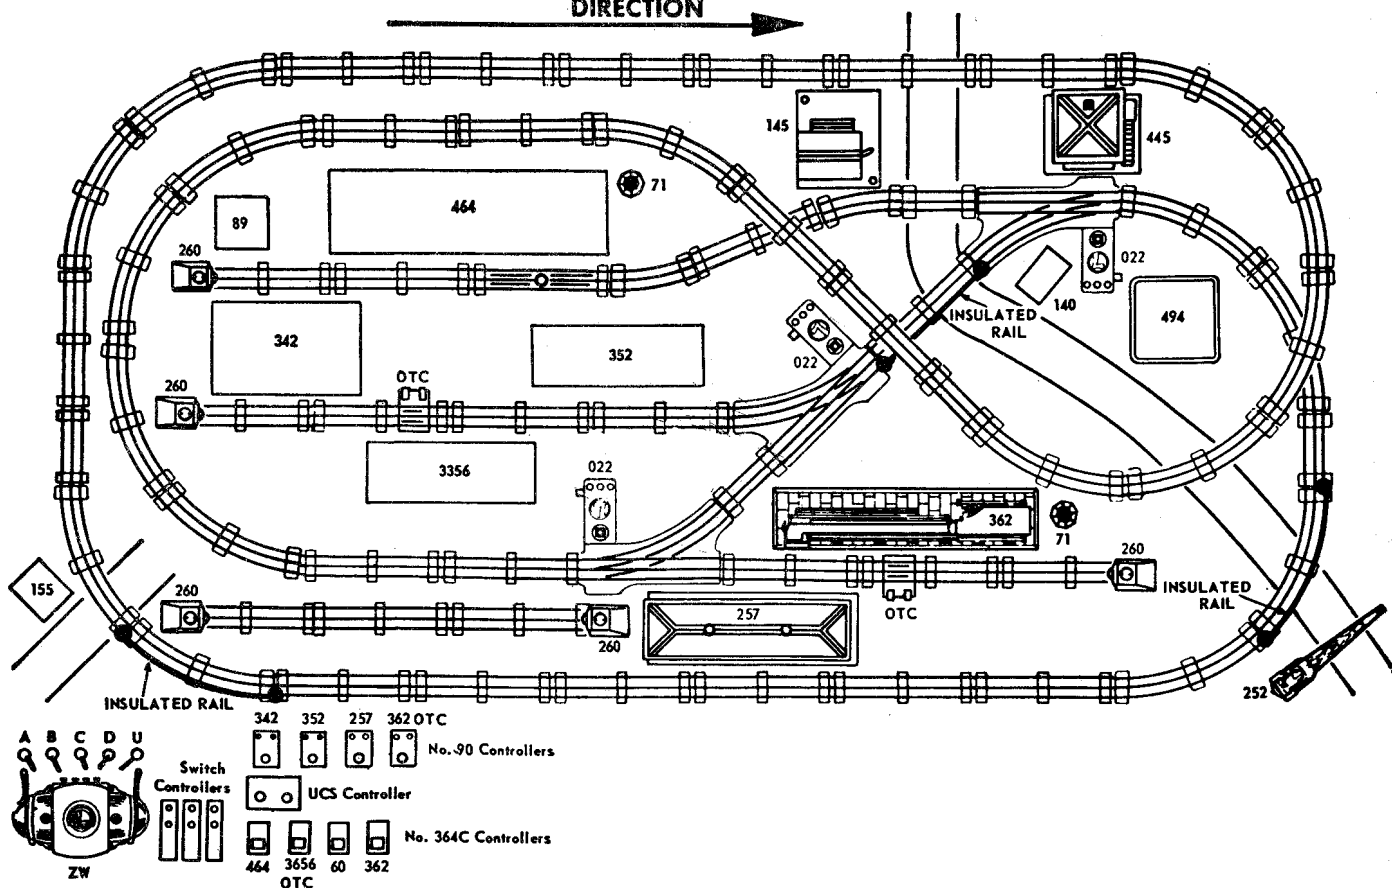 DIRECTION
145
445
71
464
89
260
022
140
INSULATED
RAIL
494
342
352
022
OTC
260
3356
022
362
71
260
INSULATED
RAIL
155
260
257
OTC
260
252
INSULATED RAIL
342 352 257 362 OTC
No. 90 Controllers
A B C D U
Switch
Controllers
UCS Controller
No. 364C Controllers
464 3656 60 362
OTC
ZW